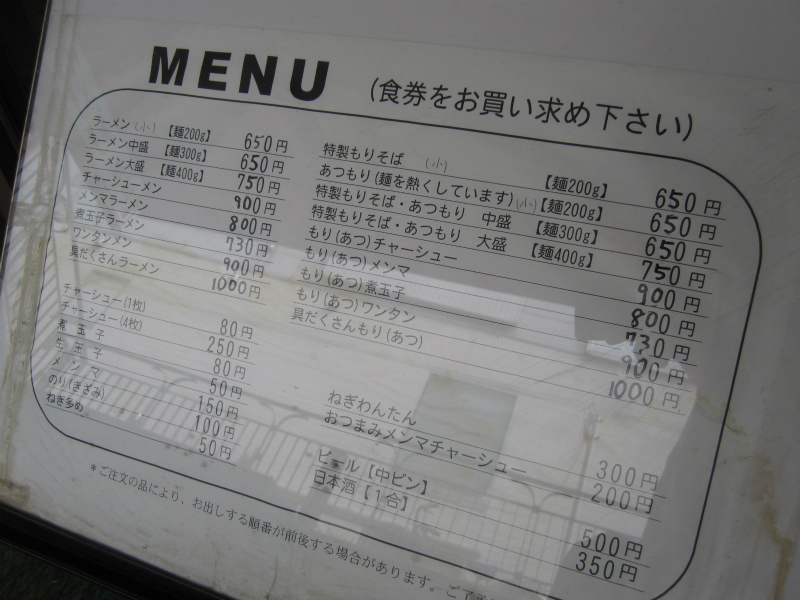 MENU (食券をお買い求め下さい)
ラーメン(小)【麺200g】 650円
ラーメン中盛【麺300g】 650円
ラーメン大盛【麺400g】 750円
チャーシューメン 900円
メンマラーメン 800円
煮玉子ラーメン 730円
ワンタンメン 900円
具だくさんラーメン 1000円
チャーシュー(1枚) 80円
チャーシュー(4枚) 250円
煮玉子 80円
生玉子 50円
メンマ 150円
のり(きざみ) 100円
ねぎ多め 50円
特製もりそば (小)【麺200g】 650円
あつもり(麺を熱くしています)(小)【麺200g】 650円
特製もりそば・あつもり 中盛【麺300g】 650円
特製もりそば・あつもり 大盛【麺400g】 750円
もり(あつ)チャーシュー 900円
もり(あつ)メンマ 800円
もり(あつ)煮玉子 730円
もり(あつ)ワンタン 900円
具だくさんもり(あつ) 1000円
ねぎわんたん 300円
おつまみメンマチャーシュー 200円
ビール【中ビン】 500円
日本酒【1合】 350円
*ご注文の品により、お出しする順番が前後する場合があります。ご了